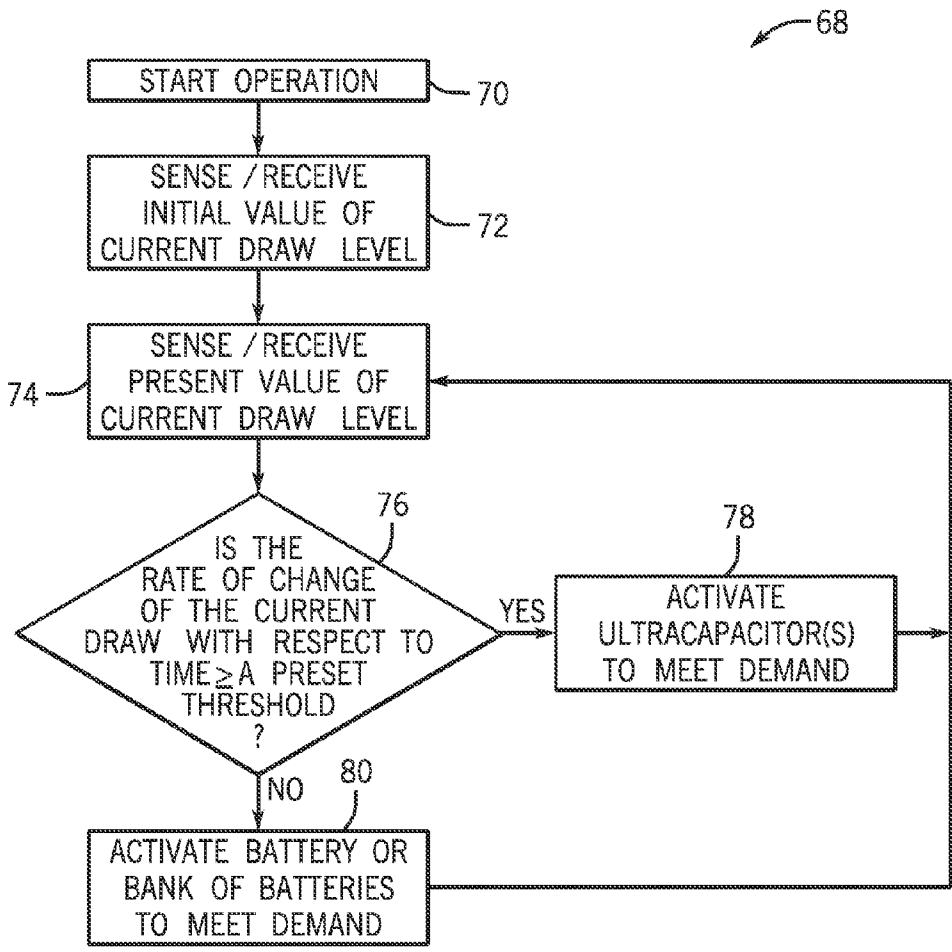 68
START OPERATION
70
SENSE / RECEIVE
INITIAL VALUE OF
CURRENT DRAW LEVEL
72
SENSE / RECEIVE
PRESENT VALUE OF
CURRENT DRAW LEVEL
74
76
IS THE
RATE OF CHANGE
OF THE CURRENT
DRAW WITH RESPECT TO
TIME ≥ A PRESET
THRESHOLD
?
YES
78
ACTIVATE
ULTRACAPACITOR(S)
TO MEET DEMAND
NO
80
ACTIVATE BATTERY OR
BANK OF BATTERIES
TO MEET DEMAND